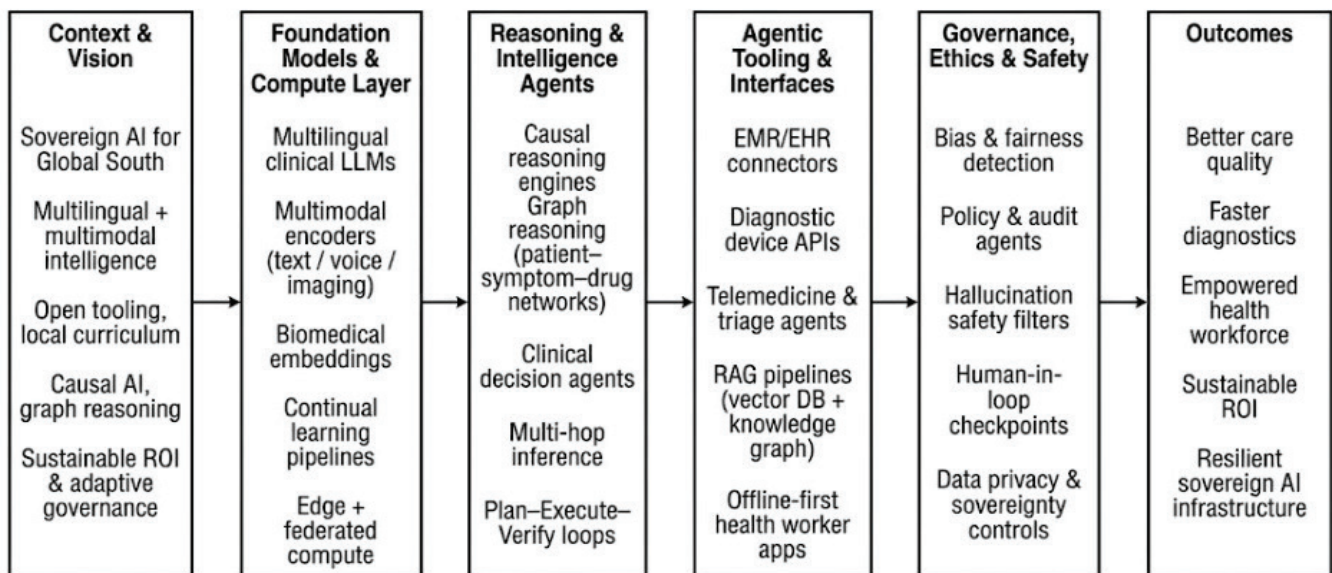 Context &
Vision
Sovereign AI for
Global South
Multilingual +
multimodal
intelligence
Open tooling,
local curriculum
Causal AI,
graph reasoning
Sustainable ROI
& adaptive
governance
Foundation
Models &
Compute Layer
Multilingual
clinical LLMs
Multimodal
encoders
(text / voice /
imaging)
Biomedical
embeddings
Continual
learning
pipelines
Edge +
federated
compute
Reasoning &
Intelligence
Agents
Causal
reasoning
engines
Graph
reasoning
(patient–
symptom–drug
networks)
Clinical
decision agents
Multi-hop
inference
Plan–Execute–
Verify loops
Agentic
Tooling &
Interfaces
EMR/EHR
connectors
Diagnostic
device APIs
Telemedicine &
triage agents
RAG pipelines
(vector DB +
knowledge
graph)
Offline-first
health worker
apps
Governance,
Ethics & Safety
Bias & fairness
detection
Policy & audit
agents
Hallucination
safety filters
Human-in-
loop
checkpoints
Data privacy &
sovereignty
controls
Outcomes
Better care
quality
Faster
diagnostics
Empowered
health
workforce
Sustainable
ROI
Resilient
sovereign AI
infrastructure